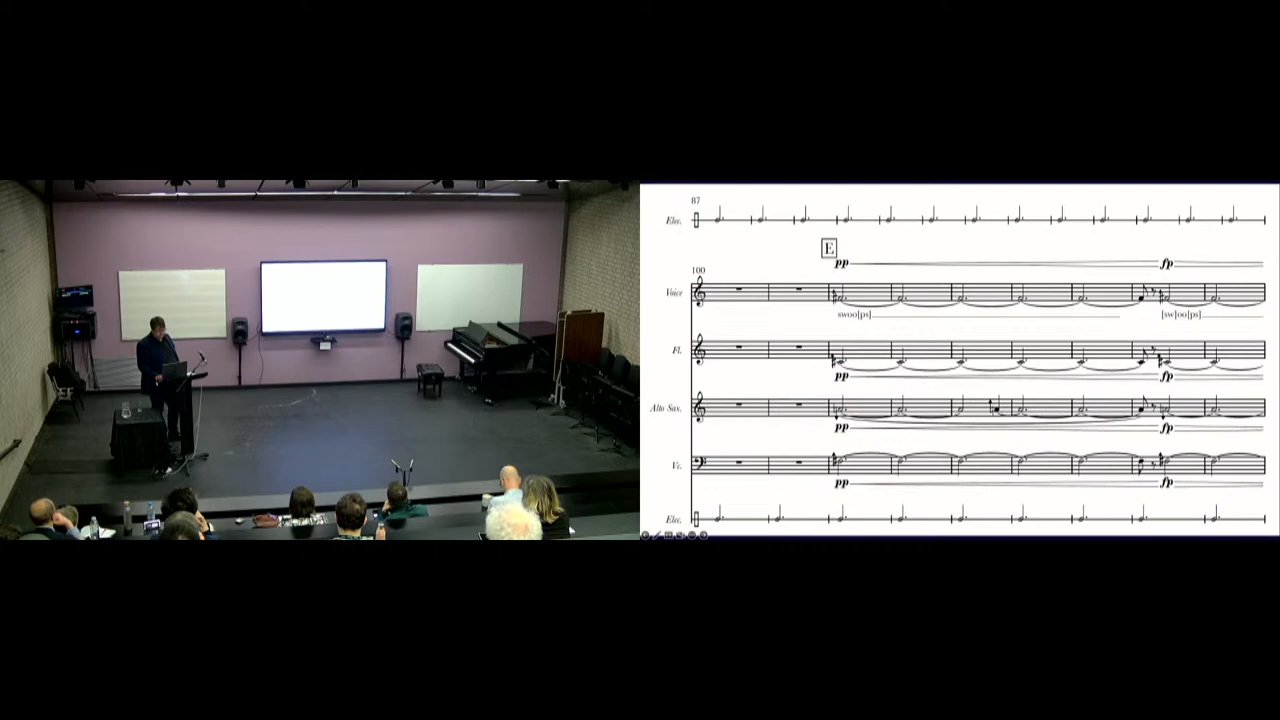 87
Elec.
E
pp fp
100
Voice
swoo[ps] [sw]oo[ps]
Fl.
pp fp
Alto Sax.
pp fp
Vc.
pp fp
Elec.